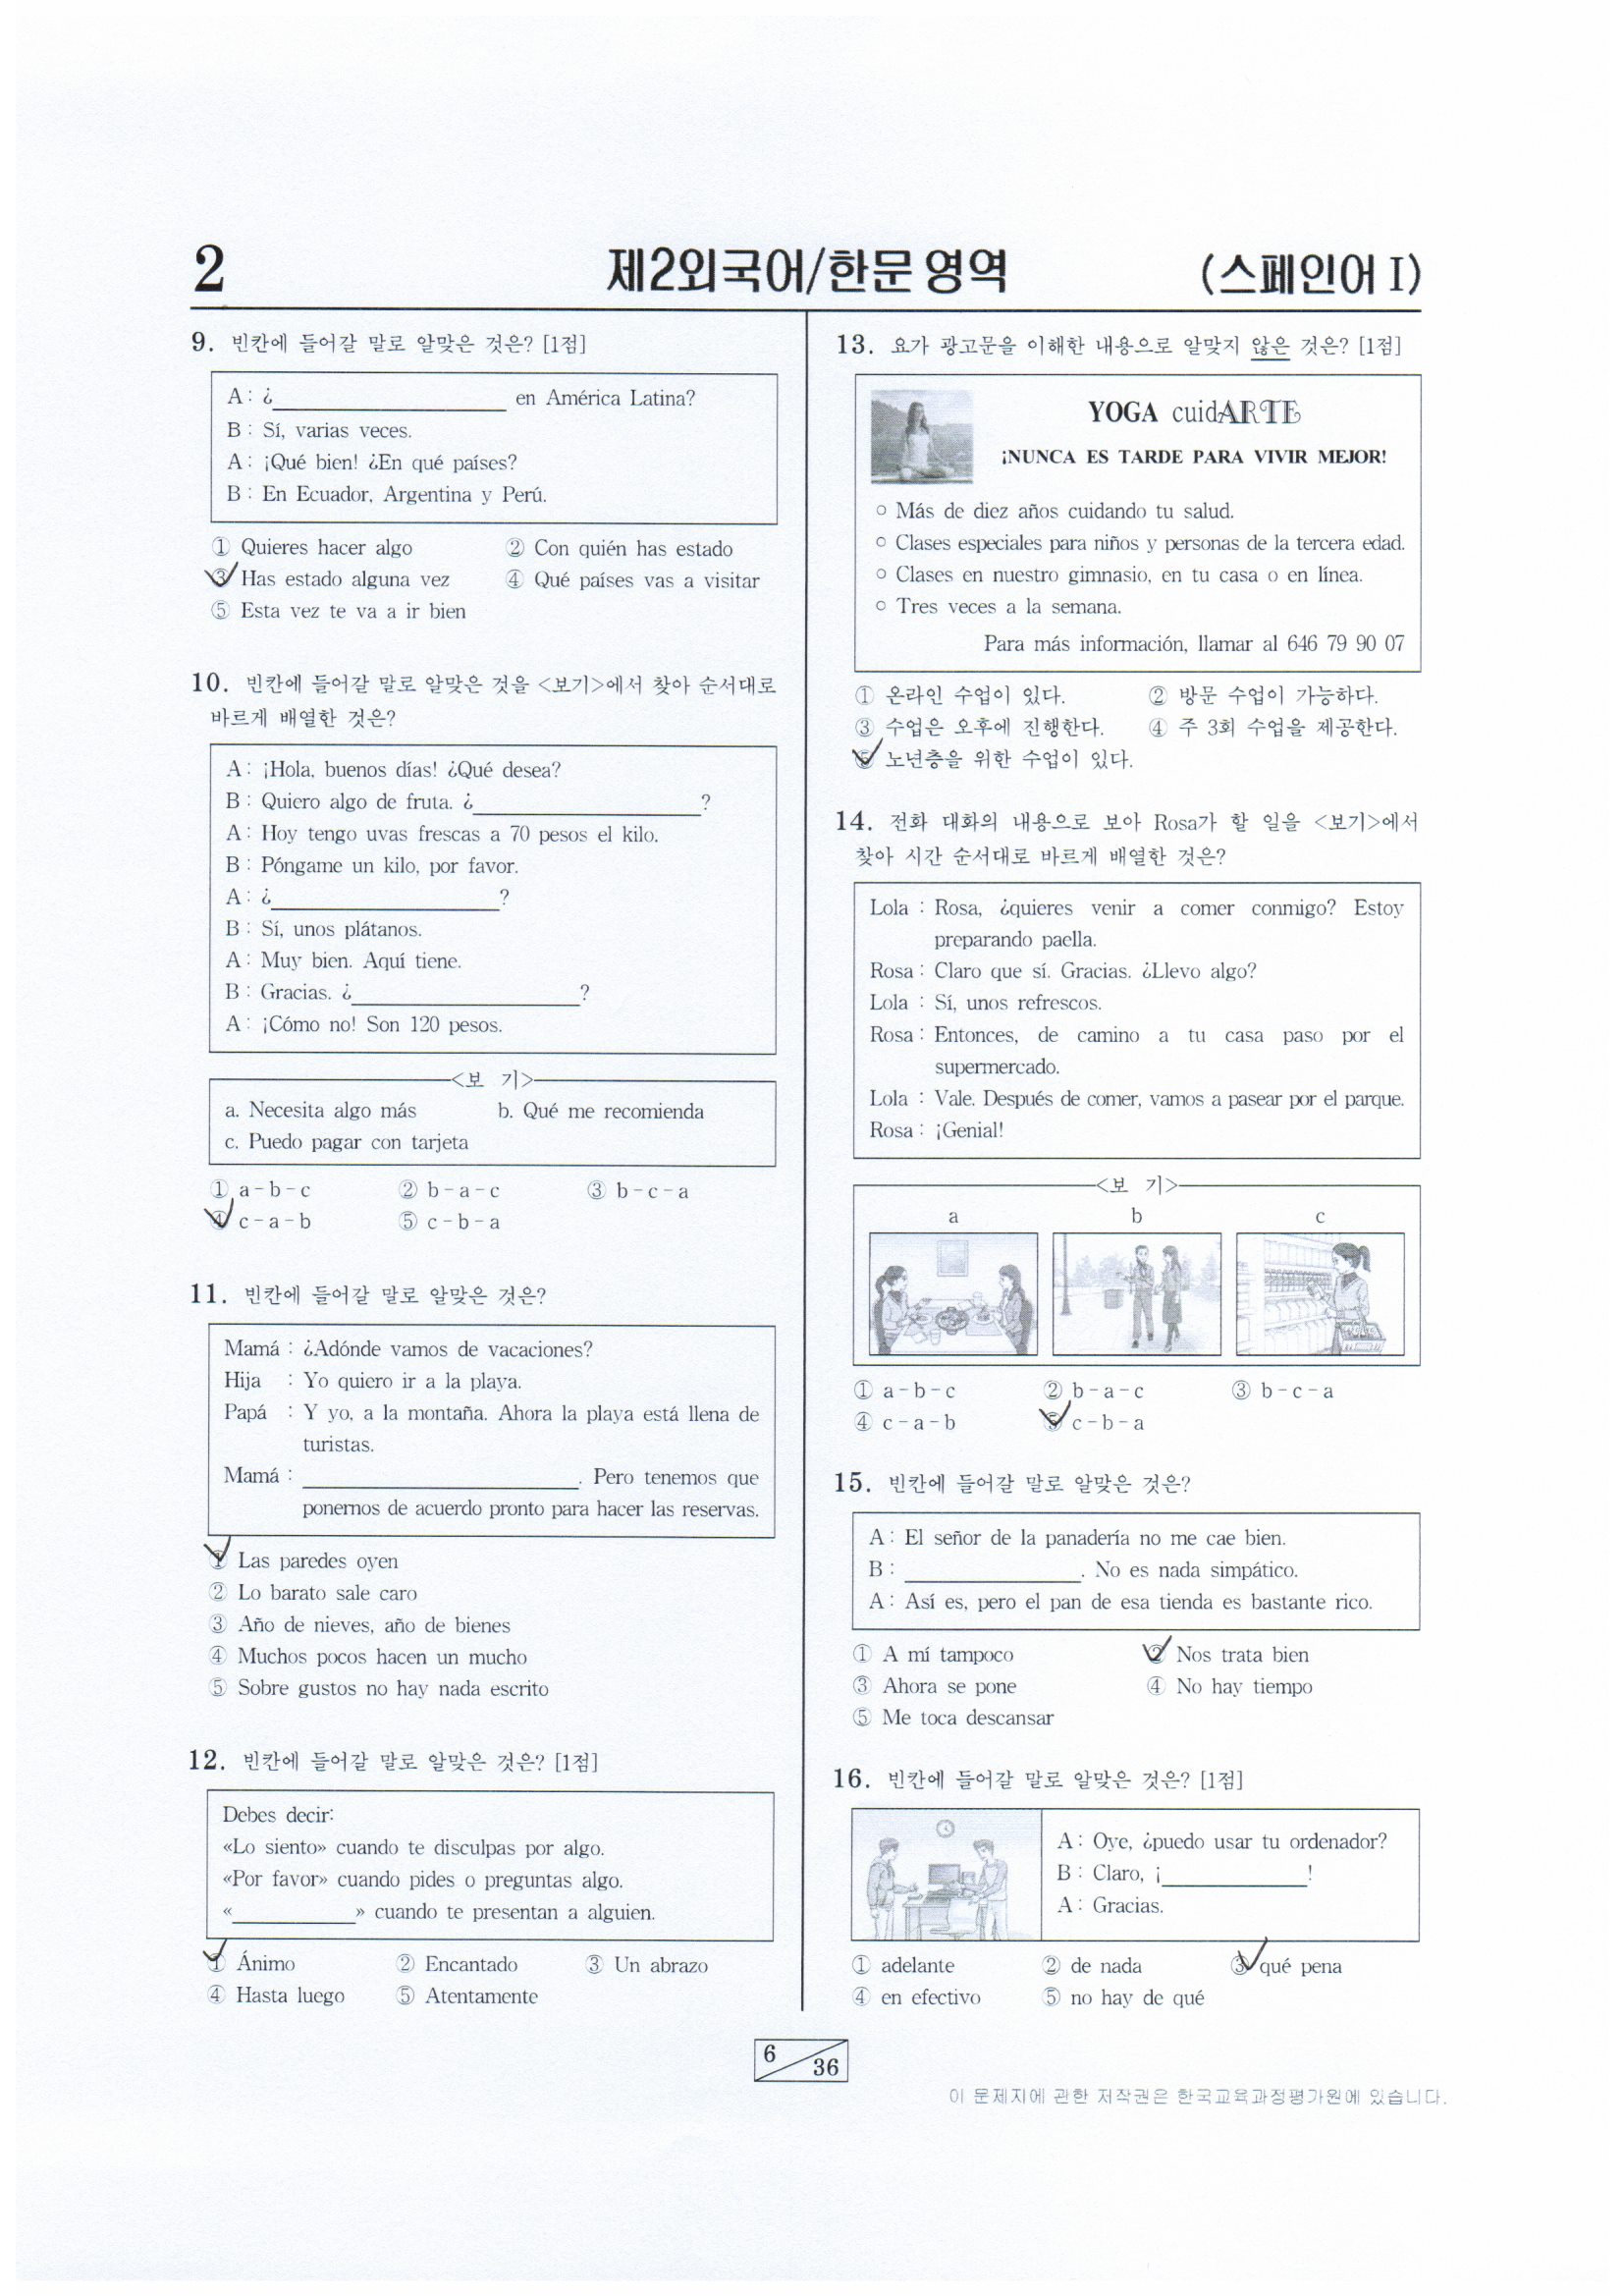 2
제2외국어/한문 영역
(스페인어 I)
9. 빈칸에 들어갈 말로 알맞은 것은? [1점]
A : ¿____________ en América Latina?
B : Sí, varias veces.
A : ¡Qué bien! ¿En qué países?
B : En Ecuador, Argentina y Perú.
① Quieres hacer algo ② Con quién has estado
③ Has estado alguna vez ④ Qué países vas a visitar
⑤ Esta vez te va a ir bien
10. 빈칸에 들어갈 말로 알맞은 것을 <보기>에서 찾아 순서대로
바르게 배열한 것은?
A : ¡Hola, buenos días! ¿Qué desea?
B : Quiero algo de fruta. ¿____________?
A : Hoy tengo uvas frescas a 70 pesos el kilo.
B : Póngame un kilo, por favor.
A : ¿____________?
B : Sí, unos plátanos.
A : Muy bien. Aquí tiene.
B : Gracias. ¿____________?
A : ¡Cómo no! Son 120 pesos.
<보 기>
a. Necesita algo más b. Qué me recomienda
c. Puedo pagar con tarjeta
① a - b - c ② b - a - c ③ b - c - a
④ c - a - b ⑤ c - b - a
11. 빈칸에 들어갈 말로 알맞은 것은?
Mamá : ¿Adónde vamos de vacaciones?
Hija : Yo quiero ir a la playa.
Papá : Y yo, a la montaña. Ahora la playa está llena de
turistas.
Mamá : ____________. Pero tenemos que
ponernos de acuerdo pronto para hacer las reservas.
① Las paredes oyen
② Lo barato sale caro
③ Año de nieves, año de bienes
④ Muchos pocos hacen un mucho
⑤ Sobre gustos no hay nada escrito
12. 빈칸에 들어갈 말로 알맞은 것은? [1점]
Debes decir:
«Lo siento» cuando te disculpas por algo.
«Por favor» cuando pides o preguntas algo.
«____________» cuando te presentan a alguien.
① Ánimo ② Encantado ③ Un abrazo
④ Hasta luego ⑤ Atentamente
13. 요가 광고문을 이해한 내용으로 알맞지 않은 것은? [1점]
YOGA cuidARTE
¡NUNCA ES TARDE PARA VIVIR MEJOR!
○ Más de diez años cuidando tu salud.
○ Clases especiales para niños y personas de la tercera edad.
○ Clases en nuestro gimnasio, en tu casa o en línea.
○ Tres veces a la semana.
Para más información, llamar al 646 79 90 07
① 온라인 수업이 있다. ② 방문 수업이 가능하다.
③ 수업은 오후에 진행한다. ④ 주 3회 수업을 제공한다.
⑤ 노년층을 위한 수업이 있다.
14. 전화 대화의 내용으로 보아 Rosa가 할 일을 <보기>에서
찾아 시간 순서대로 바르게 배열한 것은?
Lola : Rosa, ¿quieres venir a comer conmigo? Estoy
preparando paella.
Rosa : Claro que sí. Gracias. ¿Llevo algo?
Lola : Sí, unos refrescos.
Rosa : Entonces, de camino a tu casa paso por el
supermercado.
Lola : Vale. Después de comer, vamos a pasear por el parque.
Rosa : ¡Genial!
<보 기>
a b c
① a - b - c ② b - a - c ③ b - c - a
④ c - a - b ⑤ c - b - a
15. 빈칸에 들어갈 말로 알맞은 것은?
A : El señor de la panadería no me cae bien.
B : ____________. No es nada simpático.
A : Así es, pero el pan de esa tienda es bastante rico.
① A mí tampoco ② Nos trata bien
③ Ahora se pone ④ No hay tiempo
⑤ Me toca descansar
16. 빈칸에 들어갈 말로 알맞은 것은? [1점]
A : Oye, ¿puedo usar tu ordenador?
B : Claro, ¡____________!
A : Gracias.
① adelante ② de nada ③ qué pena
④ en efectivo ⑤ no hay de qué
6 36
이 문제지에 관한 저작권은 한국교육과정평가원에 있습니다.